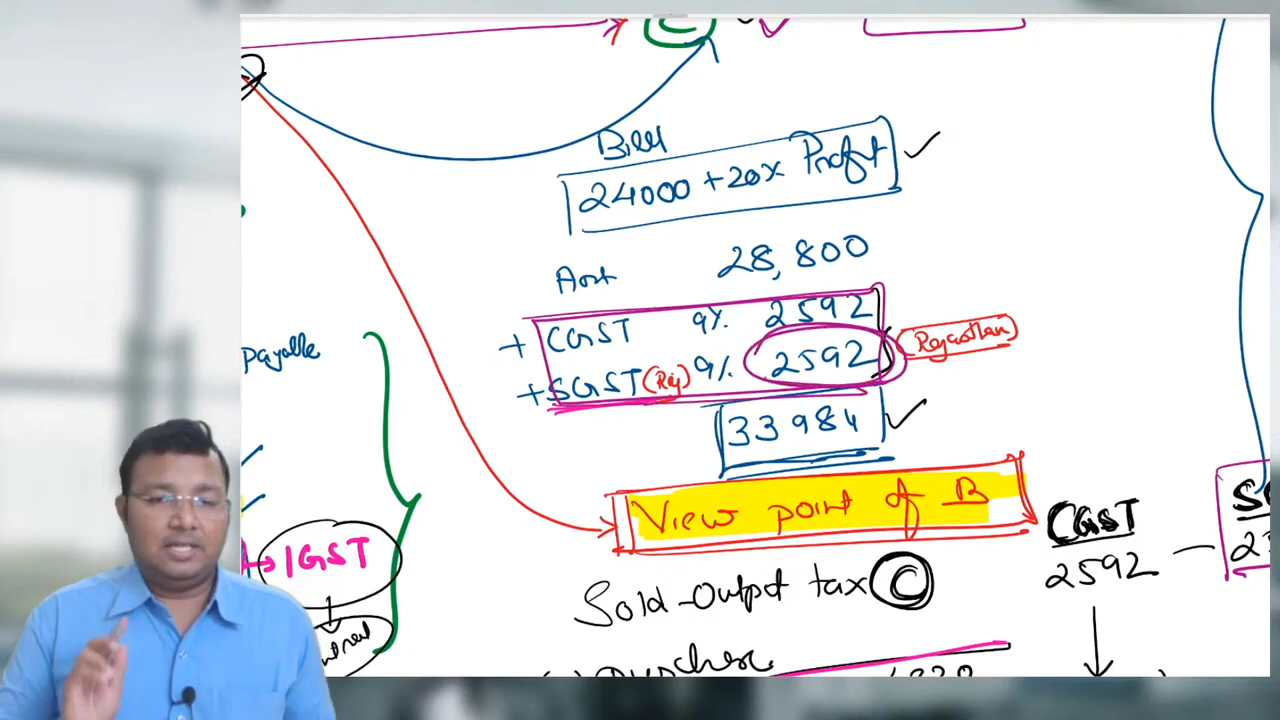 Bill
24000 + 20% Profit
Amt 28,800
+ CGST 9% 2592
+ SGST (Raj) 9% 2592 Rajasthan
33984
Payable
View point of B
IGST
CGST
2592
Sold - Output tax C